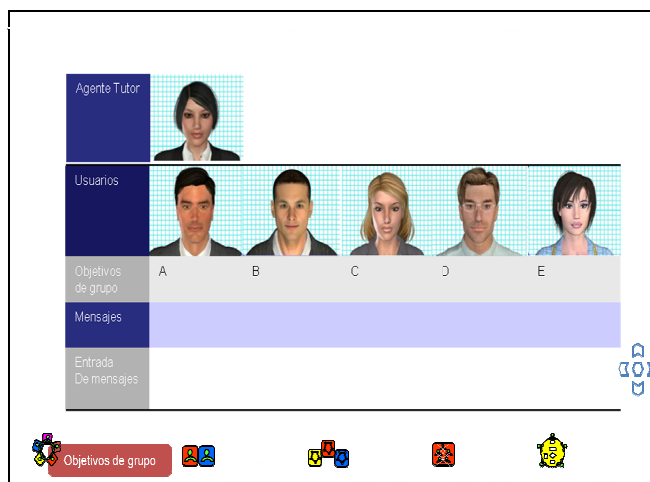 Agente Tutor
Usuarios
Objetivos
de grupo
A B C D E
Mensajes
Entrada
De mensajes
Objetivos de grupo